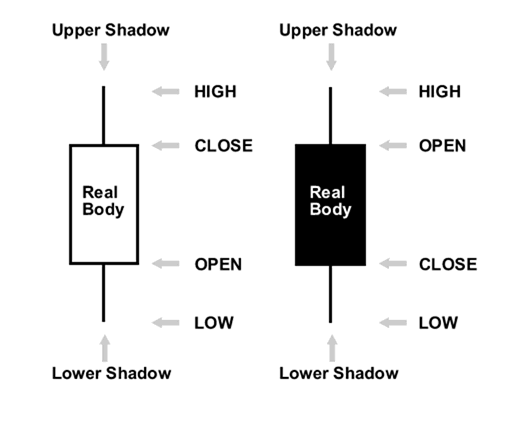 Upper Shadow
HIGH
CLOSE
Real
Body
OPEN
LOW
Lower Shadow
Upper Shadow
HIGH
OPEN
Real
Body
CLOSE
LOW
Lower Shadow